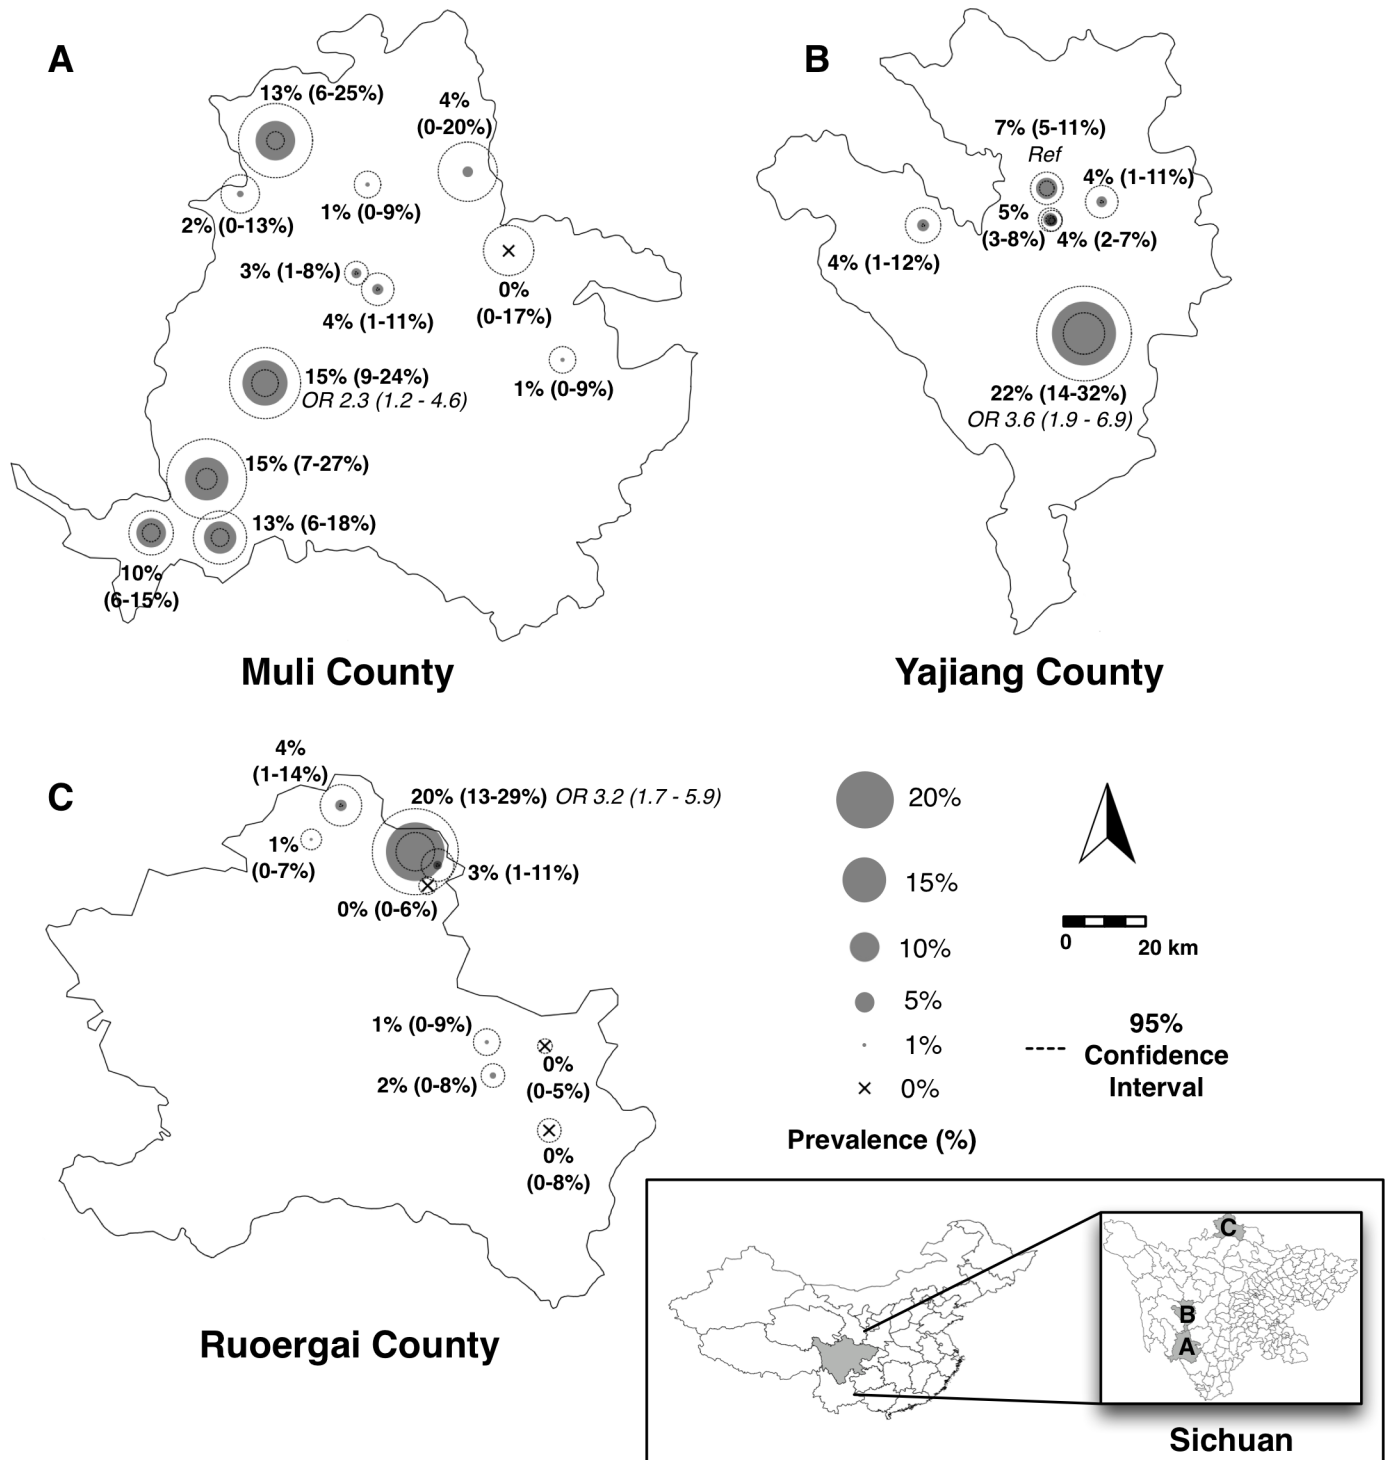 A
13% (6-25%)
4%
(0-20%)
2% (0-13%)
1% (0-9%)
3% (1-8%)
4% (1-11%)
0%
(0-17%)
1% (0-9%)
15% (9-24%)
OR 2.3 (1.2 - 4.6)
15% (7-27%)
13% (6-18%)
10%
(6-15%)
Muli County
B
7% (5-11%)
Ref
4% (1-11%)
5%
(3-8%)
4% (2-7%)
4% (1-12%)
22% (14-32%)
OR 3.6 (1.9 - 6.9)
Yajiang County
C
4%
(1-14%)
20% (13-29%) OR 3.2 (1.7 - 5.9)
1%
(0-7%)
3% (1-11%)
0% (0-6%)
1% (0-9%)
2% (0-8%)
0%
(0-5%)
0%
(0-8%)
Ruoergai County
20%
15%
10%
5%
1%
0%
Prevalence (%)
0
20 km
95%
Confidence
Interval
C
B
A
Sichuan